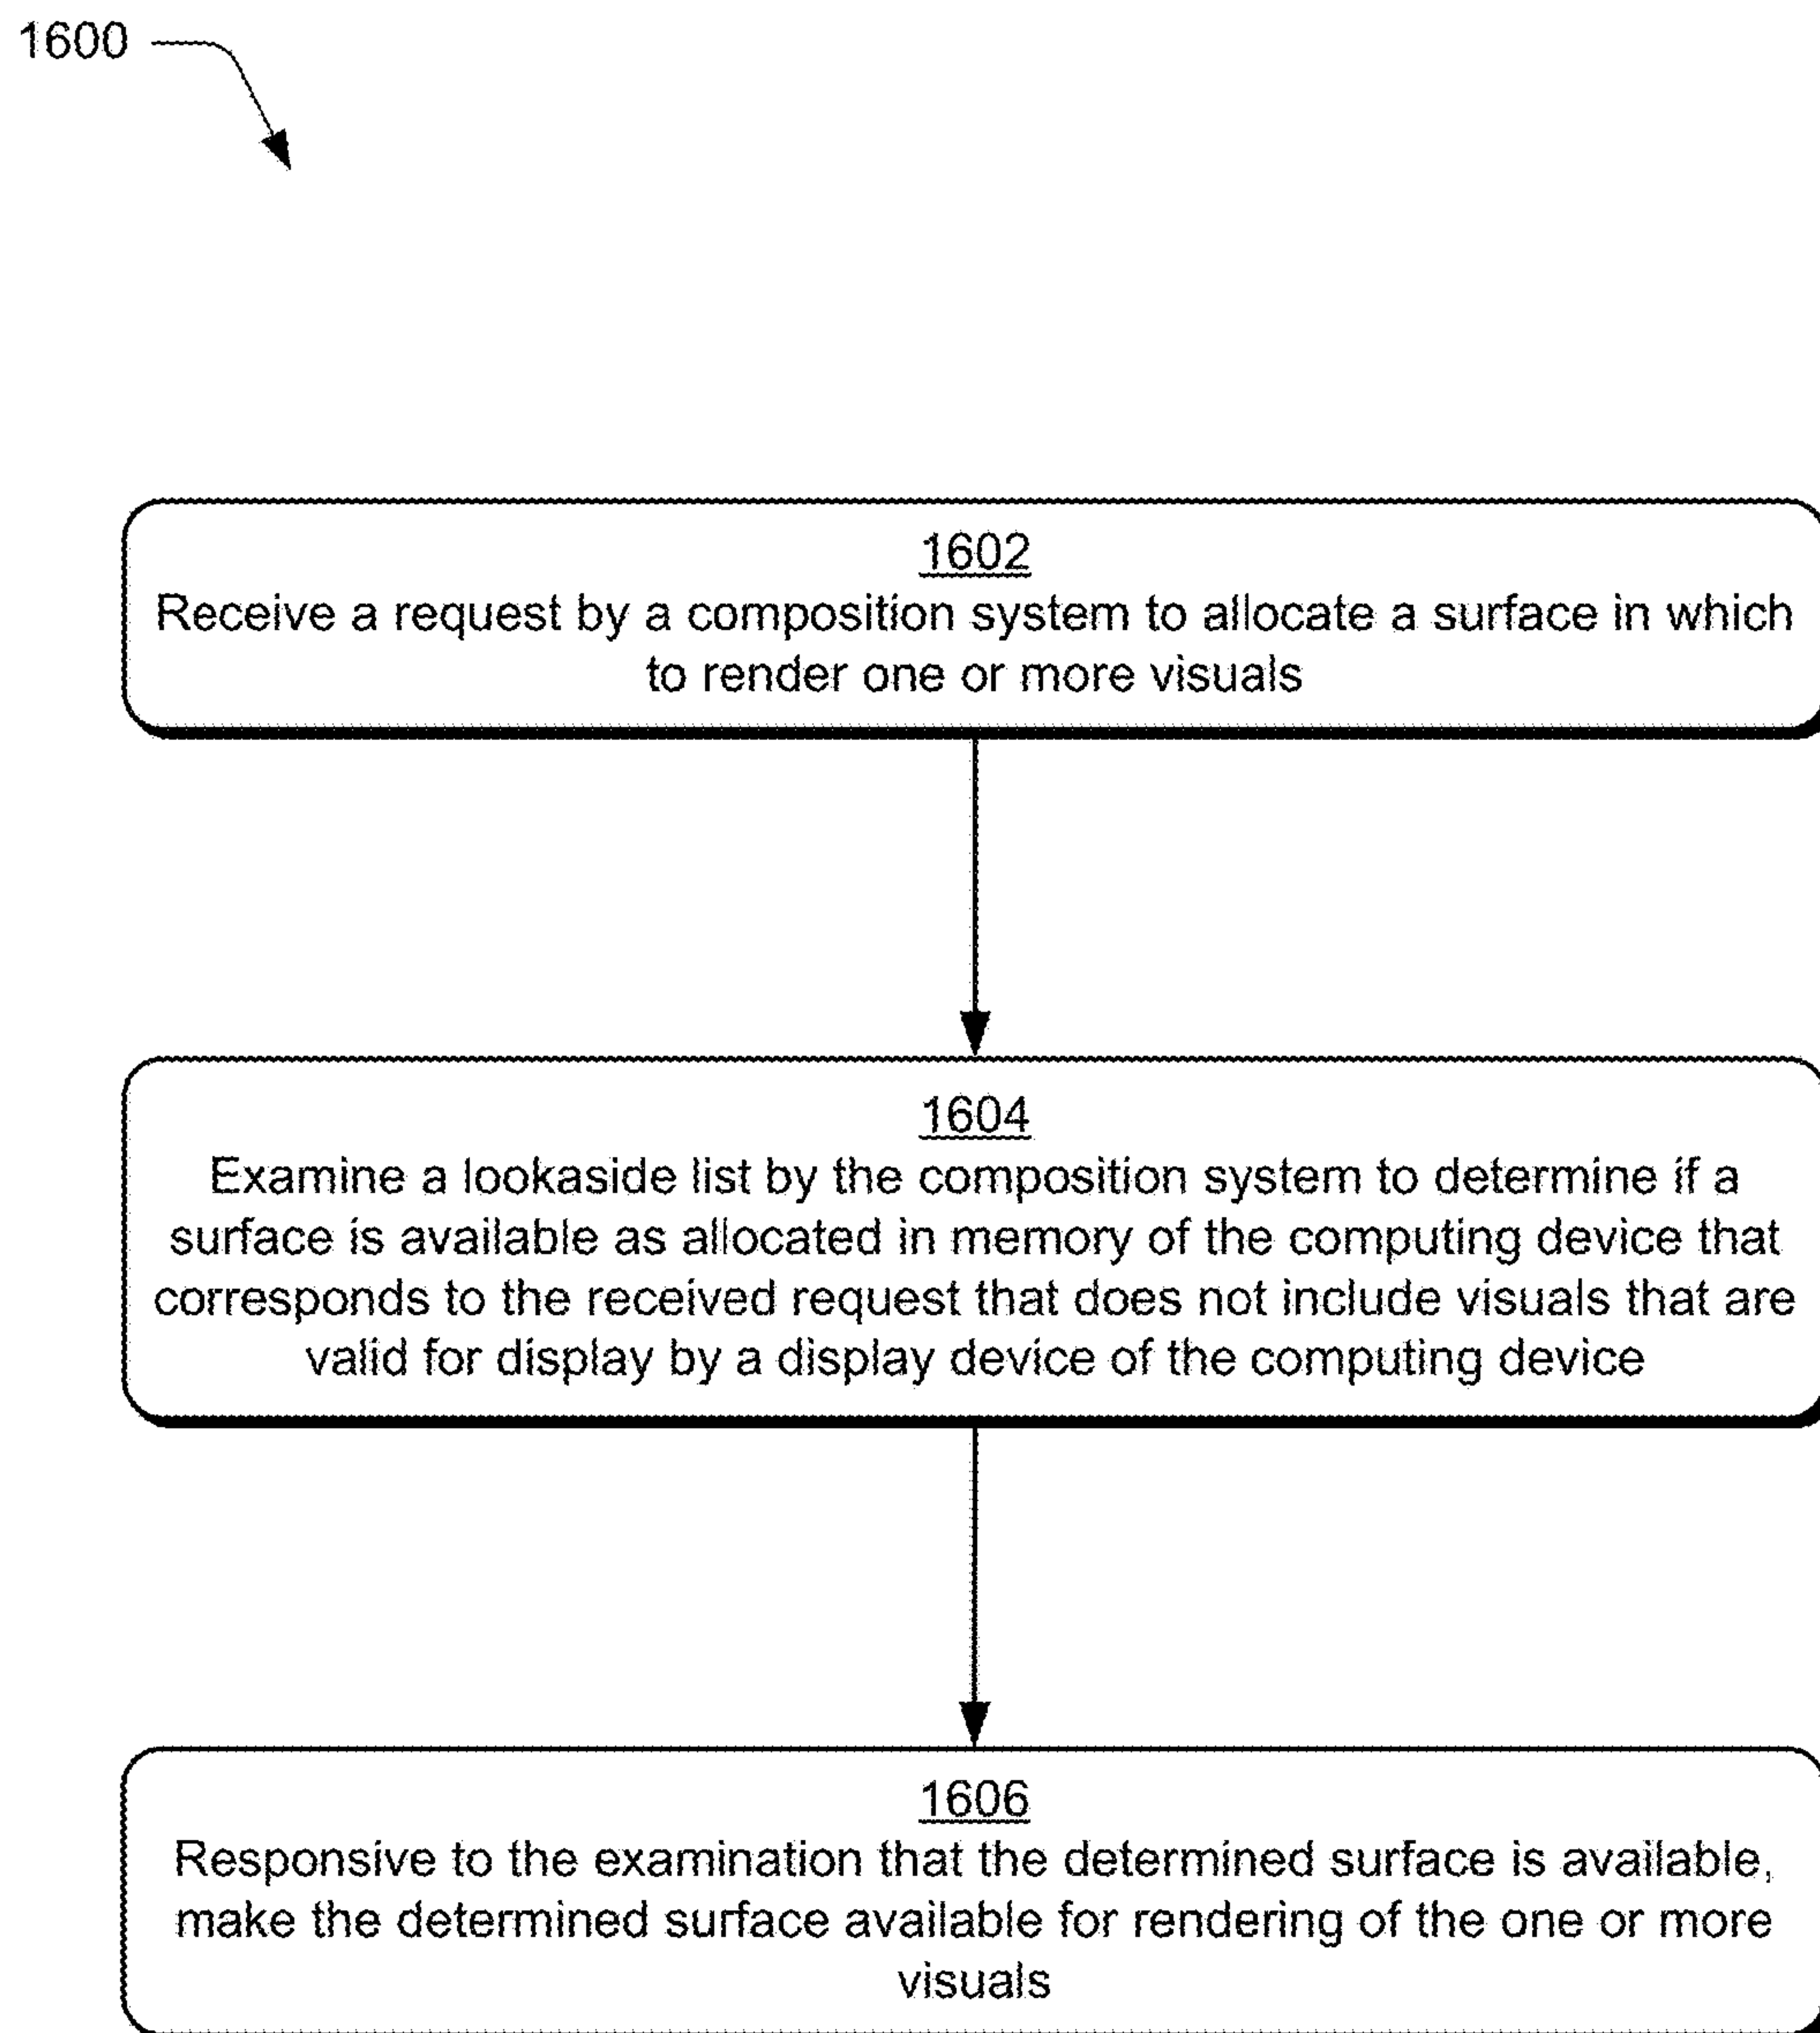 1600
1602
Receive a request by a composition system to allocate a surface in which
to render one or more visuals
1604
Examine a lookaside list by the composition system to determine if a
surface is available as allocated in memory of the computing device that
corresponds to the received request that does not include visuals that are
valid for display by a display device of the computing device
1606
Responsive to the examination that the determined surface is available,
make the determined surface available for rendering of the one or more
visuals